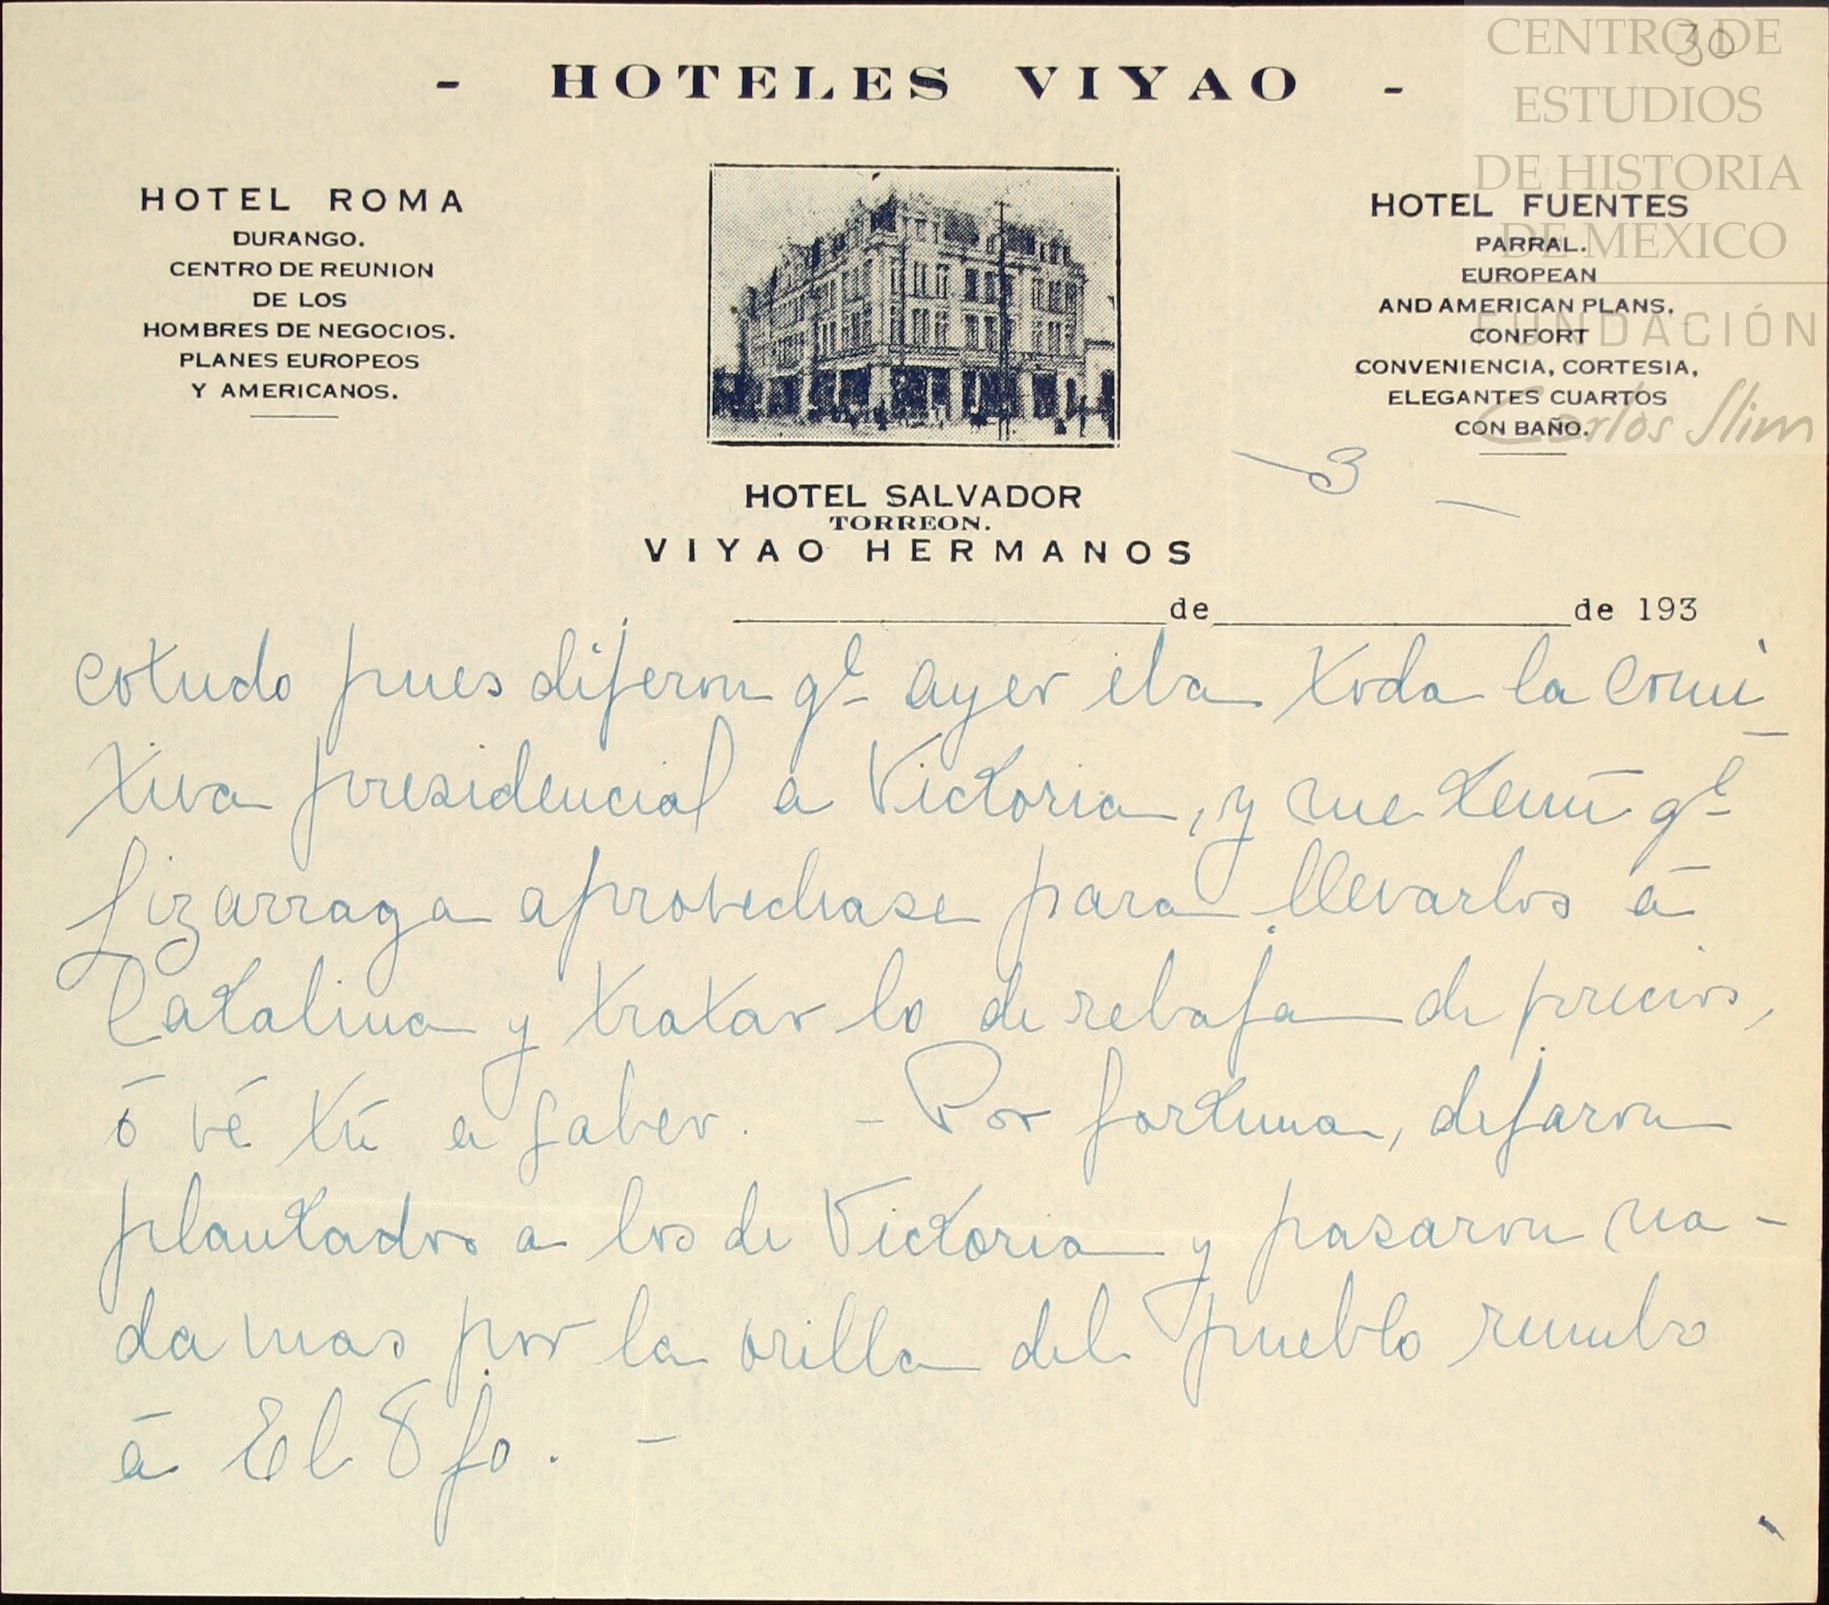 30
CENTRO DE
ESTUDIOS
DE HISTORIA
DE MEXICO
FUNDACIÓN
Carlos Slim
- HOTELES VIYAO -
HOTEL ROMA
DURANGO.
CENTRO DE REUNION
DE LOS
HOMBRES DE NEGOCIOS.
PLANES EUROPEOS
Y AMERICANOS.
HOTEL FUENTES
PARRAL.
EUROPEAN
AND AMERICAN PLANS.
CONFORT
CONVENIENCIA, CORTESIA,
ELEGANTES CUARTOS
CON BAÑO.
HOTEL SALVADOR
TORREON.
VIYAO HERMANOS
- 3 -
de de 193
cotudo pues dijeron qe ayer iba toda la comi
tiva presidencial a Victoria, y me temí qe
Lizarraga aprovechase para llevarlos á
Catalina y tratar lo de rebaja de precios,
ó vé tú a saber. - Por fortuna, dejaron
plantados a los de Victoria y pasaron na-
da mas por la orilla del pueblo rumbo
á El Ojo. -